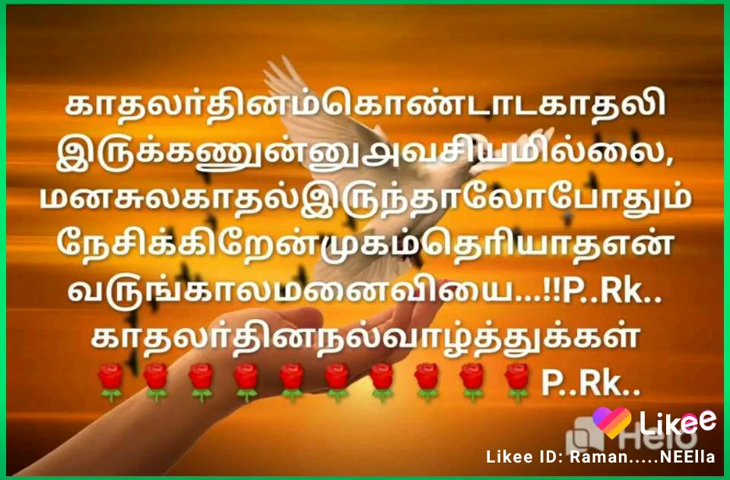 காதலர்தினம்கொண்டாடகாதலி
இருக்கணுன்னுஅவசியமில்லை,
மனசுலகாதல்இருந்தாலோபோதும்
நேசிக்கிறேன்முகம்தெரியாதஎன்
வருங்காலமனைவியை...!!P..Rk..
காதலர்தினநல்வாழ்த்துக்கள்
🌹🌹🌹🌹🌹🌹🌹🌹🌹🌹P..Rk..
Likee
Helo
Likee ID: Raman.....NEElla